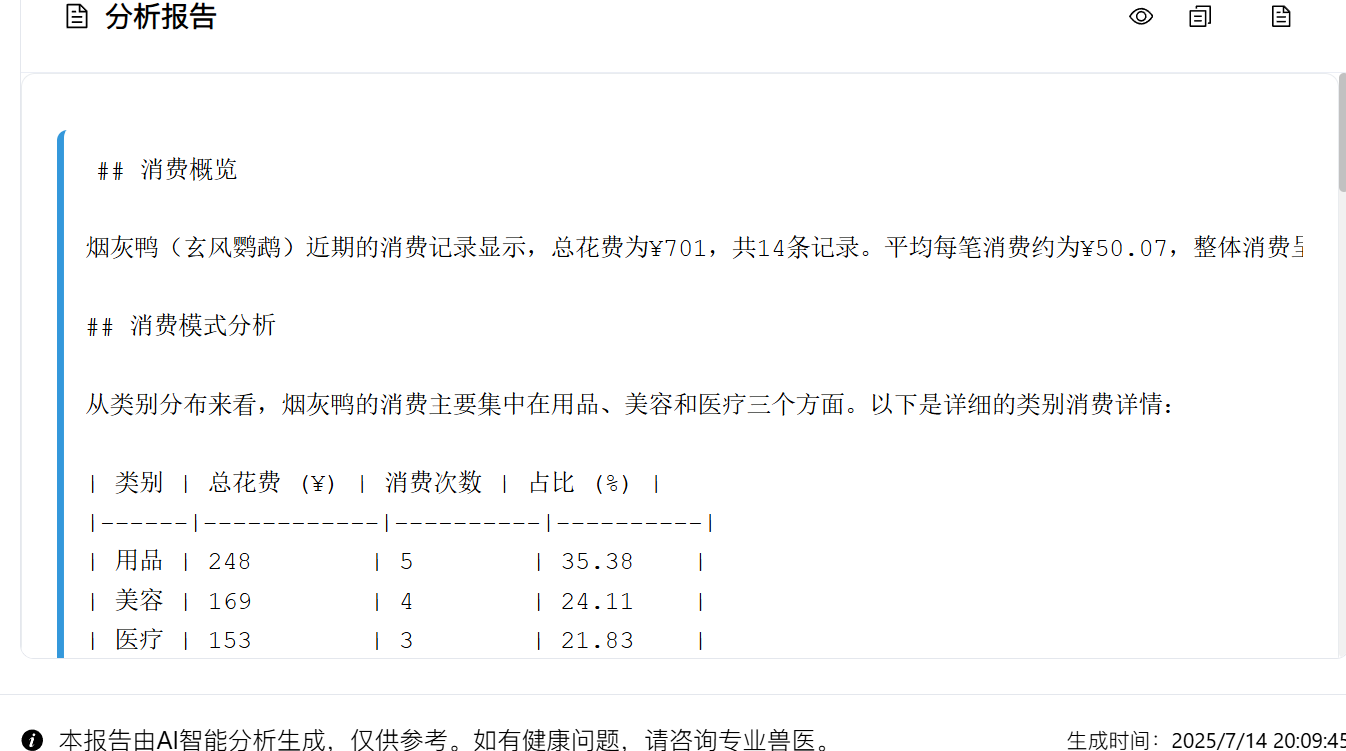 分析报告
## 消费概览
烟灰鸭（玄风鹦鹉）近期的消费记录显示，总花费为¥701，共14条记录。平均每笔消费约为¥50.07，整体消费
## 消费模式分析
从类别分布来看，烟灰鸭的消费主要集中在用品、美容和医疗三个方面。以下是详细的类别消费详情：
| 类别 | 总花费 (¥) | 消费次数 | 占比 (%) |
|------|------------|----------|----------|
| 用品 | 248 | 5 | 35.38 |
| 美容 | 169 | 4 | 24.11 |
| 医疗 | 153 | 3 | 21.83 |
本报告由AI智能分析生成，仅供参考。如有健康问题，请咨询专业兽医。 生成时间：2025/7/14 20:09:45